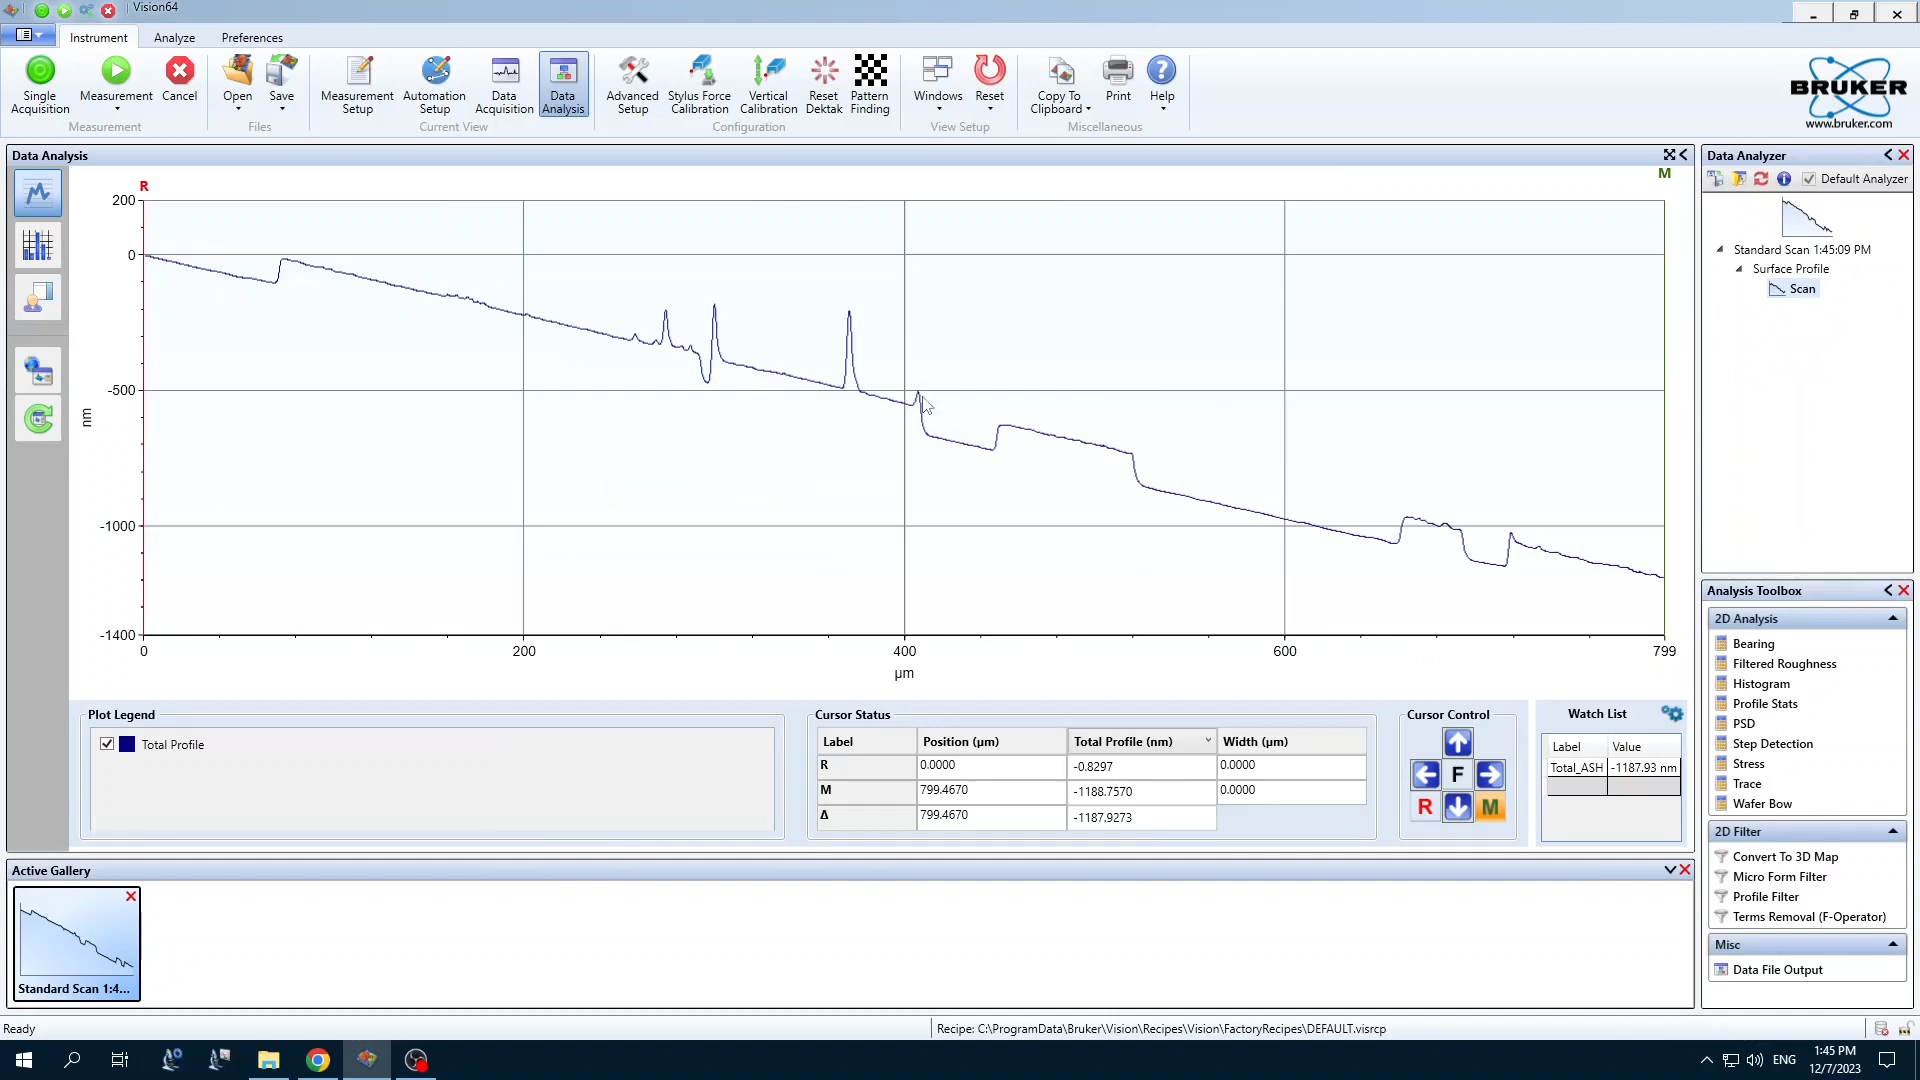 Vision64
Instrument
Analyze
Preferences
Single Acquisition
Measurement
Cancel
Measurement
Open
Save
Files
Measurement Setup
Automation Setup
Data Acquisition
Data Analysis
Current View
Advanced Setup
Stylus Force Calibration
Vertical Calibration
Reset Dektak
Pattern Finding
Configuration
Windows
Reset
View Setup
Copy To Clipboard
Print
Help
Miscellaneous
BRUKER
www.bruker.com
Data Analysis
R
M
200
0
-500
-1000
-1400
nm
0
200
400
600
799
µm
Plot Legend
Total Profile
Cursor Status
Label Position (µm) Total Profile (nm) Width (µm)
R 0.0000 -0.8297 0.0000
M 799.4670 -1188.7570 0.0000
Δ 799.4670 -1187.9273
Cursor Control
F
R
M
Watch List
Label Value
Total_ASH -1187.93 nm
Data Analyzer
Default Analyzer
Standard Scan 1:45:09 PM
Surface Profile
Scan
Analysis Toolbox
2D Analysis
Bearing
Filtered Roughness
Histogram
Profile Stats
PSD
Step Detection
Stress
Trace
Wafer Bow
2D Filter
Convert To 3D Map
Micro Form Filter
Profile Filter
Terms Removal (F-Operator)
Misc
Data File Output
Active Gallery
Standard Scan 1:4...
Ready
Recipe: C:\ProgramData\Bruker\Vision\Recipes\Vision\FactoryRecipes\DEFAULT.visrcp
ENG
1:45 PM
12/7/2023